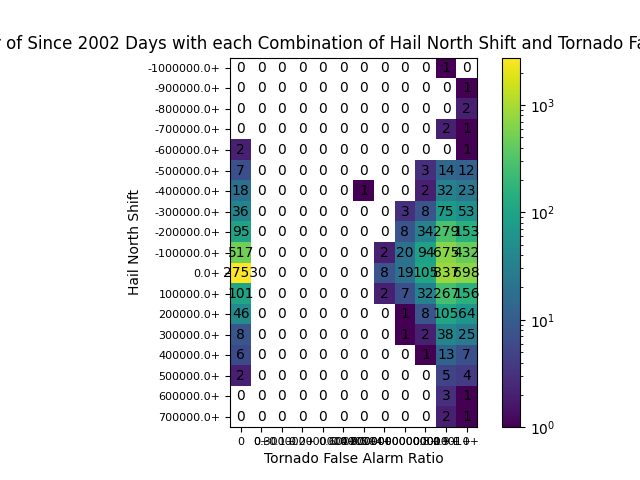 r of Since 2002 Days with each Combination of Hail North Shift and Tornado Fa
-1000000.0+ 0 0 0 0 0 0 0 0 0 0 1 0
-900000.0+ 0 0 0 0 0 0 0 0 0 0 0 1
-800000.0+ 0 0 0 0 0 0 0 0 0 0 0 2
-700000.0+ 0 0 0 0 0 0 0 0 0 0 2 1
-600000.0+ 2 0 0 0 0 0 0 0 0 0 0 1
-500000.0+ 7 0 0 0 0 0 0 0 0 3 14 12
-400000.0+ 18 0 0 0 0 0 1 0 0 2 32 23
-300000.0+ 36 0 0 0 0 0 0 0 3 8 75 53
-200000.0+ 95 0 0 0 0 0 0 0 8 34 279 153
-100000.0+ 517 0 0 0 0 0 0 2 20 94 675 432
0.0+ 2753 0 0 0 0 0 0 8 19 105 837 698
100000.0+ 101 0 0 0 0 0 0 2 7 32 267 156
200000.0+ 46 0 0 0 0 0 0 0 1 8 105 64
300000.0+ 8 0 0 0 0 0 0 0 1 2 38 25
400000.0+ 6 0 0 0 0 0 0 0 0 1 13 7
500000.0+ 2 0 0 0 0 0 0 0 0 0 5 4
600000.0+ 0 0 0 0 0 0 0 0 0 0 3 1
700000.0+ 0 0 0 0 0 0 0 0 0 0 2 1
0
Tornado False Alarm Ratio
Hail North Shift
10³
10²
10¹
10⁰